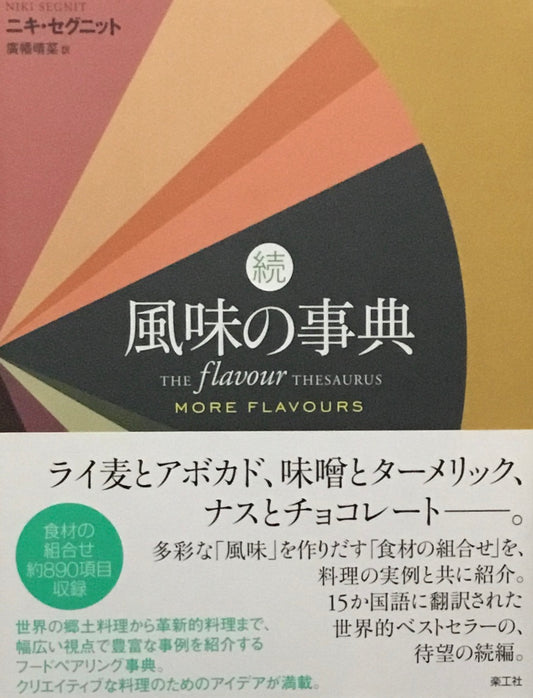 NIKI SEGNIT
ニキ・セグニット
廣幡晴菜 訳
続
風味の事典
THE flavour THESAURUS
MORE FLAVOURS
ライ麦とアボカド、味噌とターメリック、
ナスとチョコレート――。
食材の
組合せ
約890項目
収録
多彩な「風味」を作りだす「食材の組合せ」を、
料理の実例と共に紹介。
15か国語に翻訳された
世界的ベストセラーの、
待望の続編。
世界の郷土料理から革新的料理まで、
幅広い視点で豊富な事例を紹介する
フードペアリング事典。
クリエイティブな料理のためのアイデアが満載。
楽工社